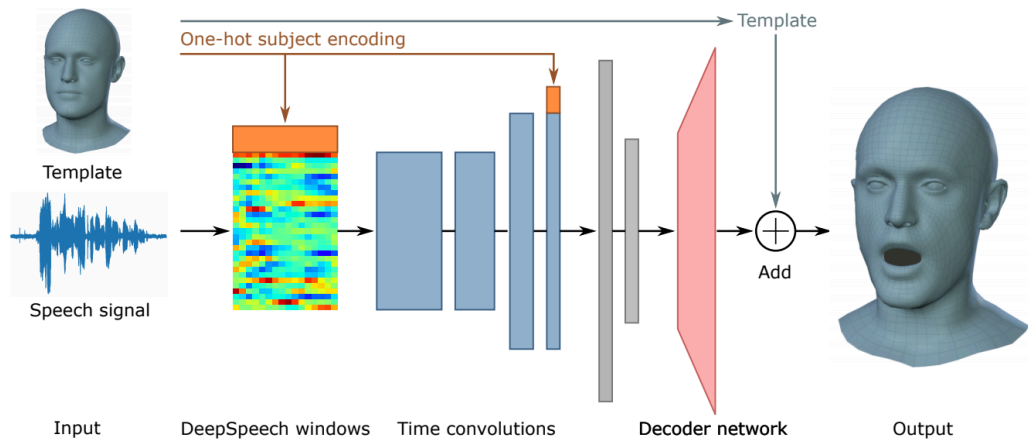 Template
One-hot subject encoding
Template
Speech signal
Add
Input
DeepSpeech windows
Time convolutions
Decoder network
Output